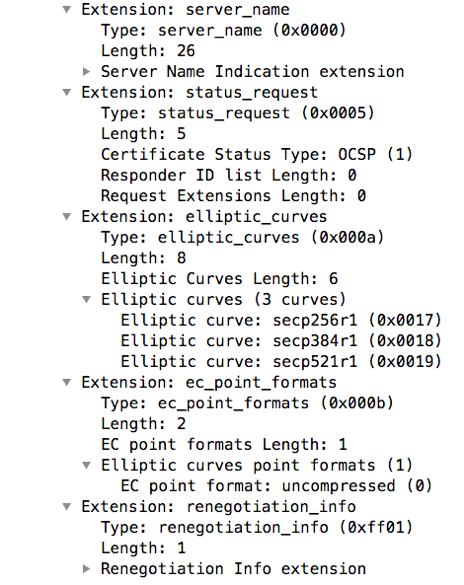 Extension: server_name
Type: server_name (0x0000)
Length: 26
Server Name Indication extension
Extension: status_request
Type: status_request (0x0005)
Length: 5
Certificate Status Type: OCSP (1)
Responder ID list Length: 0
Request Extensions Length: 0
Extension: elliptic_curves
Type: elliptic_curves (0x000a)
Length: 8
Elliptic Curves Length: 6
Elliptic curves (3 curves)
Elliptic curve: secp256r1 (0x0017)
Elliptic curve: secp384r1 (0x0018)
Elliptic curve: secp521r1 (0x0019)
Extension: ec_point_formats
Type: ec_point_formats (0x000b)
Length: 2
EC point formats Length: 1
Elliptic curves point formats (1)
EC point format: uncompressed (0)
Extension: renegotiation_info
Type: renegotiation_info (0xff01)
Length: 1
Renegotiation Info extension